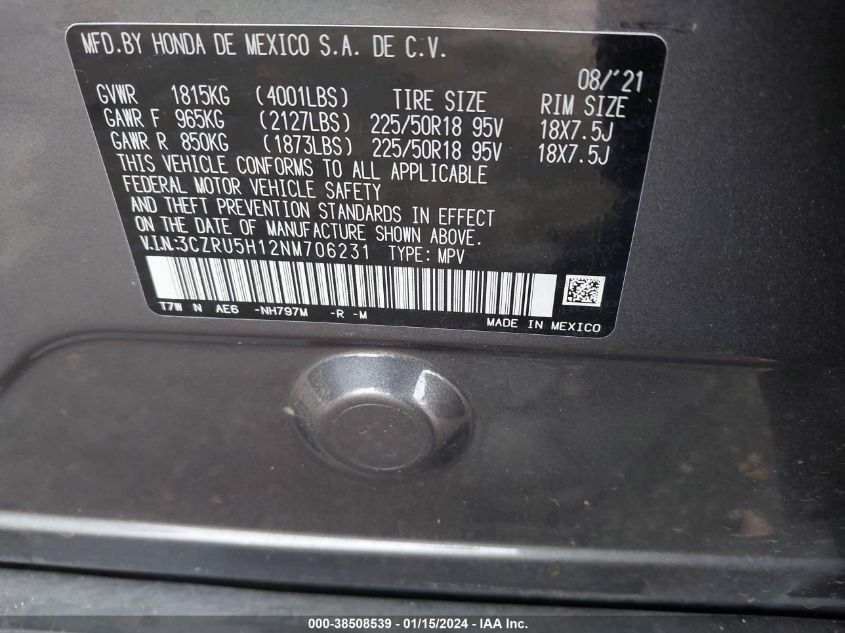 MFD.BY HONDA DE MEXICO S.A. DE C.V.
08/'21
GVWR 1815KG (4001LBS) TIRE SIZE RIM SIZE
GAWR F 965KG (2127LBS) 225/50R18 95V 18X7.5J
GAWR R 850KG (1873LBS) 225/50R18 95V 18X7.5J
THIS VEHICLE CONFORMS TO ALL APPLICABLE
FEDERAL MOTOR VEHICLE SAFETY
AND THEFT PREVENTION STANDARDS IN EFFECT
ON THE DATE OF MANUFACTURE SHOWN ABOVE.
V.I.N.:3CZRU5H12NM706231 TYPE: MPV
T7W N AE6 -NH797M -R -M
MADE IN MEXICO
000-38508539 - 01/15/2024 - IAA Inc.